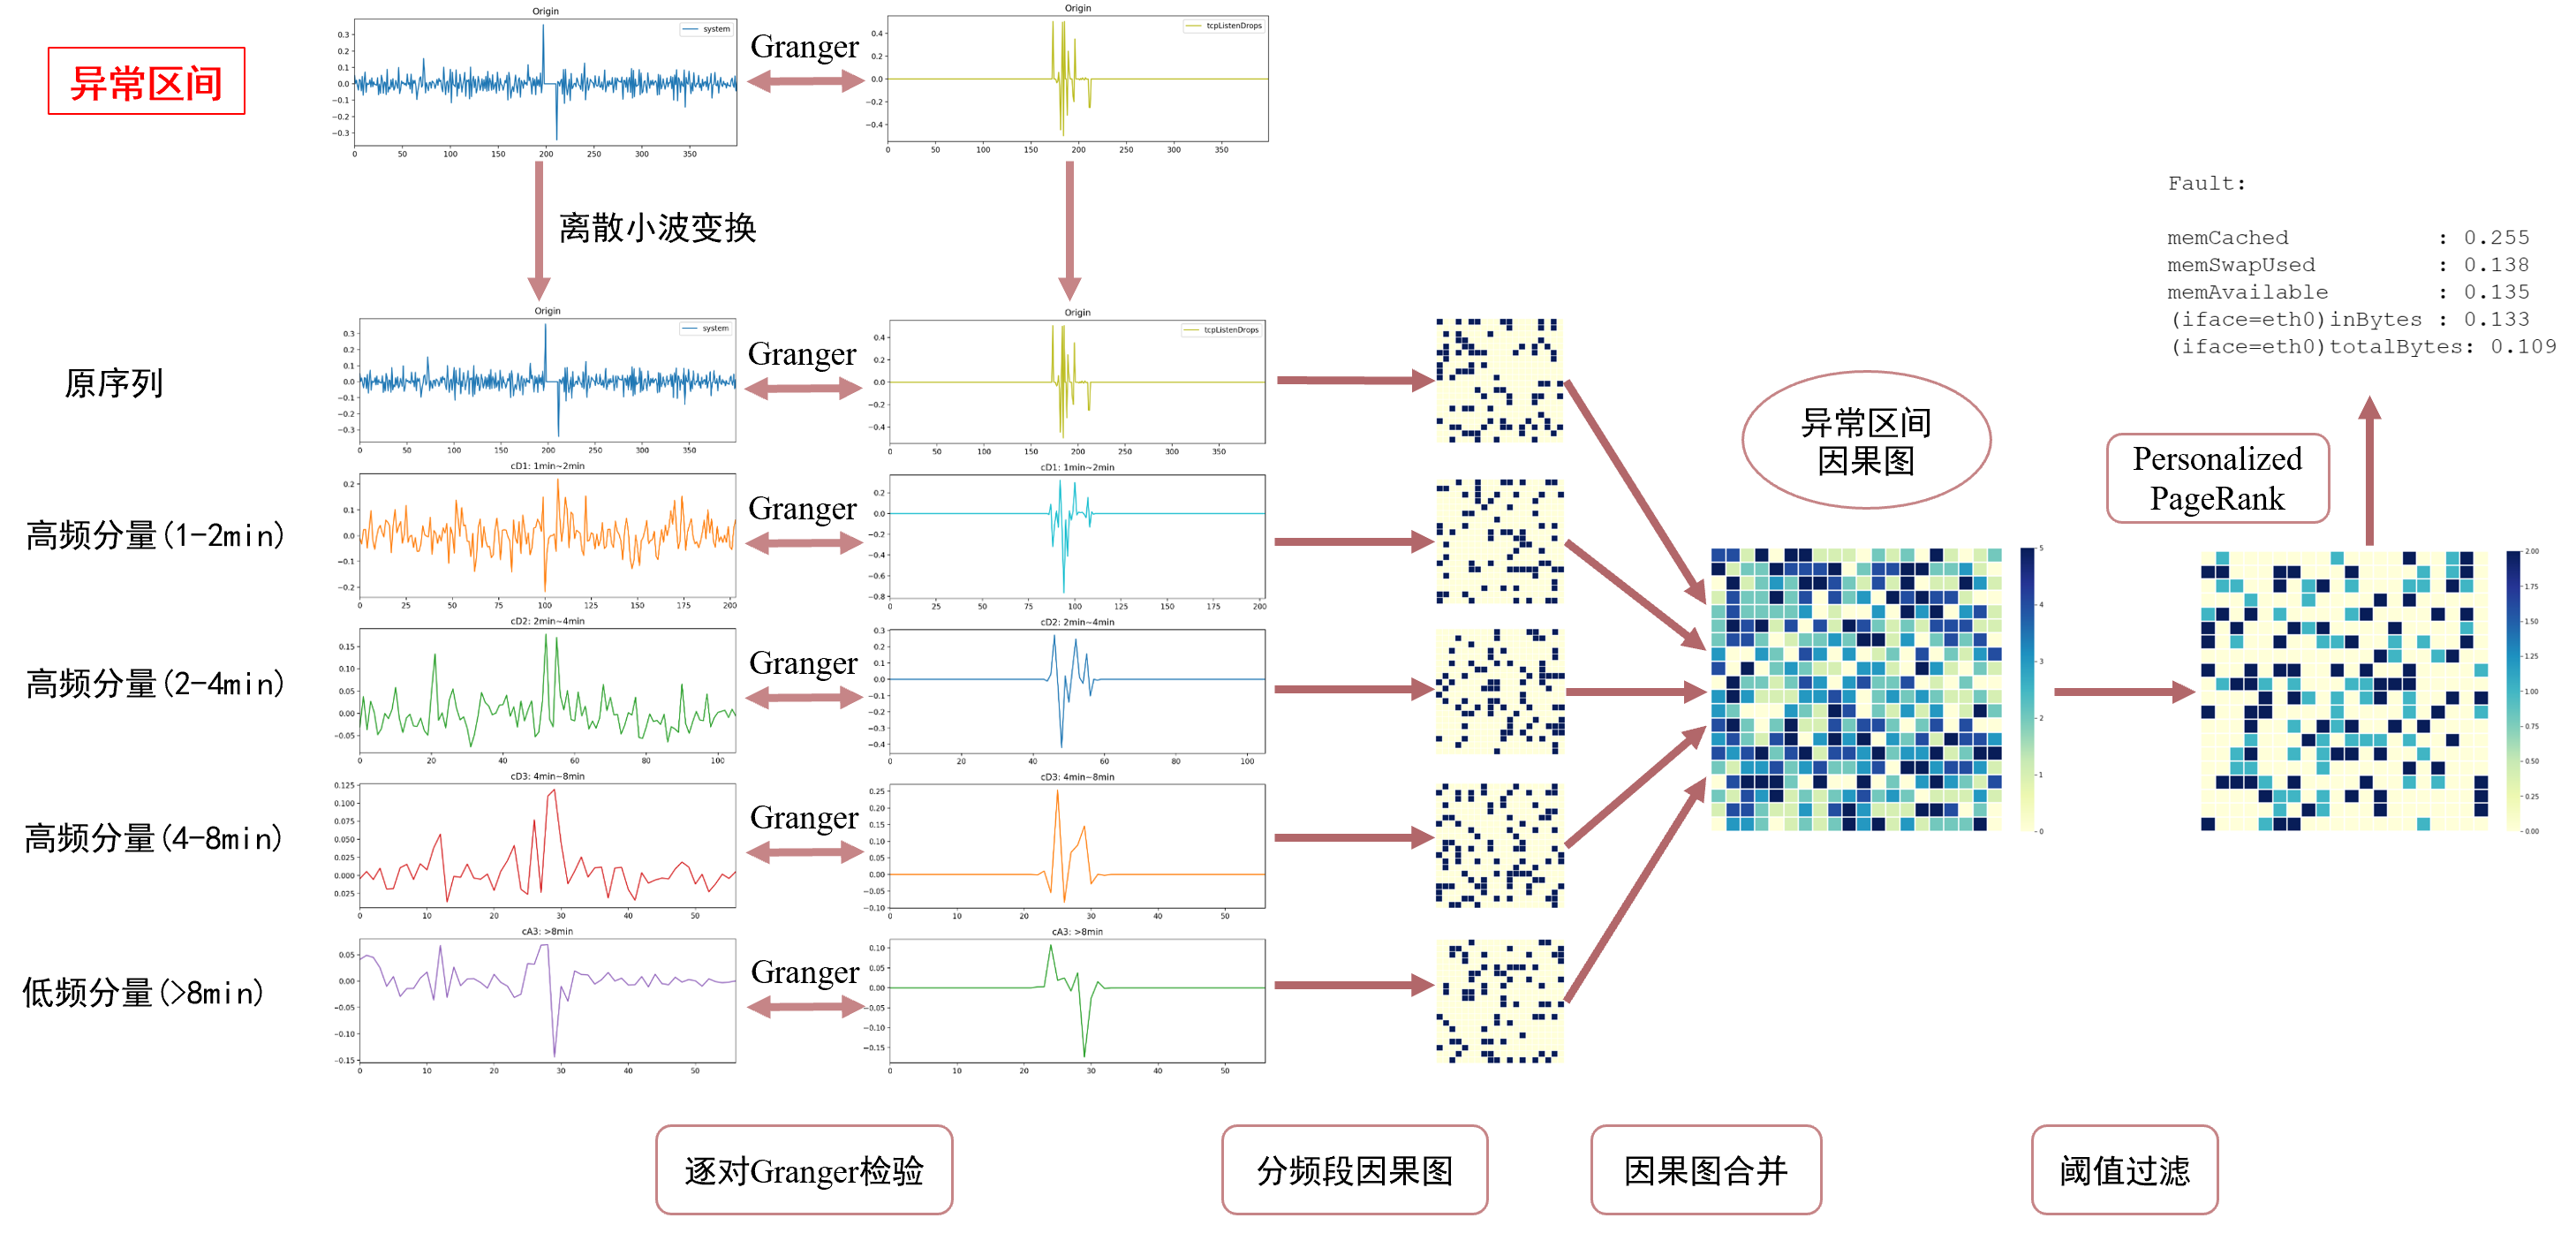 异常区间
Origin
system
Granger
Origin
tcpListenDrops
离散小波变换
Fault:
memCached : 0.255
memSwapUsed : 0.138
memAvailable : 0.135
(iface=eth0)inBytes : 0.133
(iface=eth0)totalBytes: 0.109
原序列
Origin
system
Granger
Origin
tcpListenDrops
异常区间
因果图
Personalized
PageRank
高频分量(1-2min)
cD1: 1min~2min
Granger
cD1: 1min~2min
高频分量(2-4min)
cD2: 2min~4min
Granger
cD2: 2min~4min
高频分量(4-8min)
cD3: 4min~8min
Granger
cD3: 4min~8min
低频分量(>8min)
cA3: >8min
Granger
cA3: >8min
逐对Granger检验
分频段因果图
因果图合并
阈值过滤